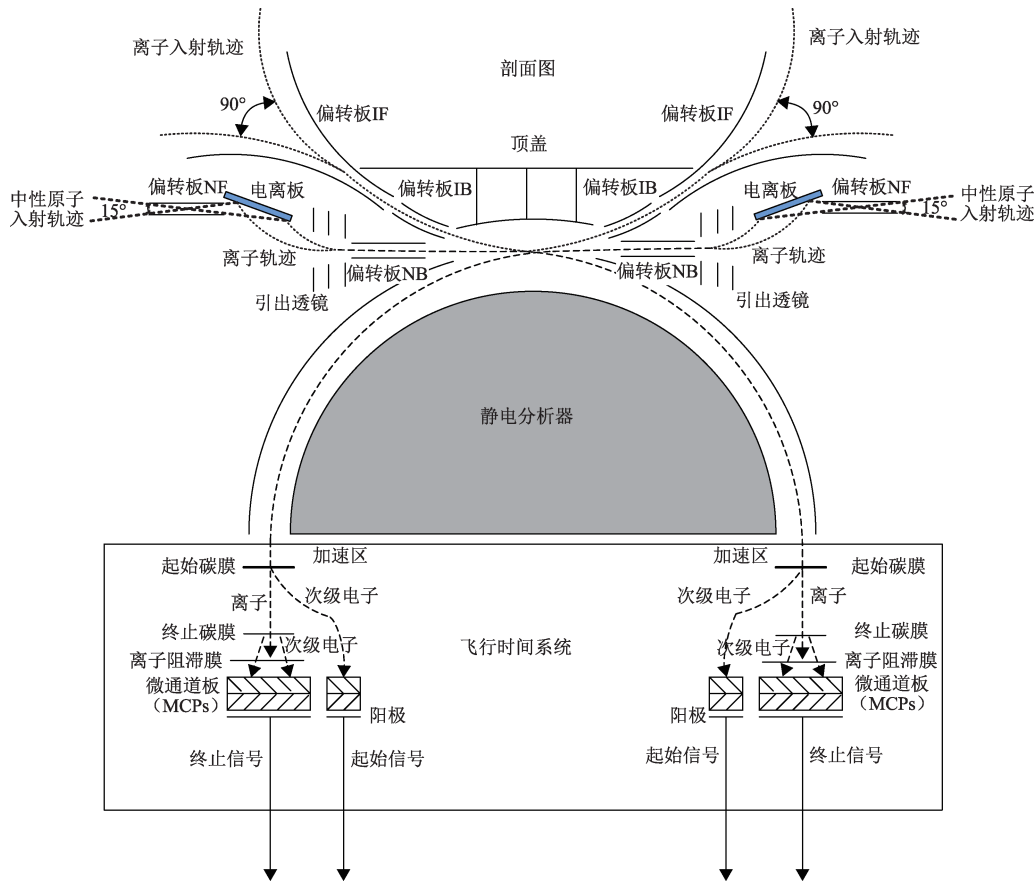 离子入射轨迹
离子入射轨迹
剖面图
90°
偏转板IF
偏转板IF
90°
顶盖
中性原子
入射轨迹
15°
偏转板NF
电离板
偏转板IB
偏转板IB
电离板
偏转板NF
15°
中性原子
入射轨迹
离子轨迹
偏转板NB
偏转板NB
离子轨迹
引出透镜
引出透镜
静电分析器
起始碳膜
加速区
加速区
起始碳膜
离子
次级电子
次级电子
离子
终止碳膜
次级电子
飞行时间系统
次级电子
终止碳膜
离子阻滞膜
离子阻滞膜
微通道板
（MCPs）
微通道板
（MCPs）
阳极
阳极
终止信号
起始信号
起始信号
终止信号